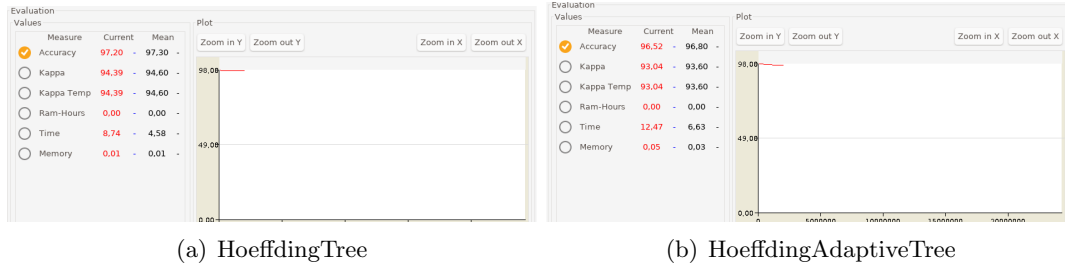 Evaluation
Values
Measure Current Mean
Accuracy 97,20 - 97,30 -
Kappa 94,39 - 94,60 -
Kappa Temp 94,39 - 94,60 -
Ram-Hours 0,00 - 0,00 -
Time 8,74 - 4,58 -
Memory 0,01 - 0,01 -
Plot
Zoom in Y Zoom out Y Zoom in X Zoom out X
98,08
49,00
0,00
(a) HoeffdingTree
Evaluation
Values
Measure Current Mean
Accuracy 96,52 - 96,80 -
Kappa 93,04 - 93,60 -
Kappa Temp 93,04 - 93,60 -
Ram-Hours 0,00 - 0,00 -
Time 12,47 - 6,63 -
Memory 0,05 - 0,03 -
Plot
Zoom in Y Zoom out Y Zoom in X Zoom out X
98,08
49,00
0,00
0 5000000 10000000 15000000 20000000
(b) HoeffdingAdaptiveTree